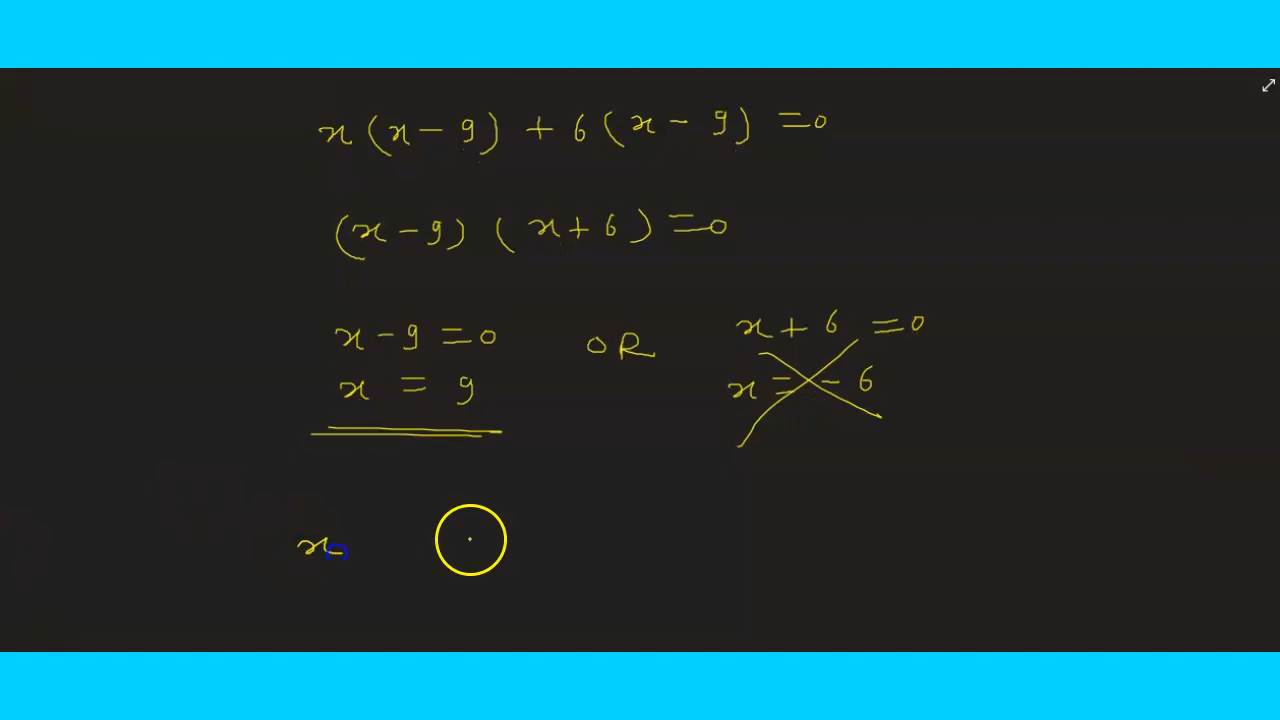 x(x-9) + 6(x-9) =0
(x-9) (x+6) =0
x-9=0 OR x+6 =0
x = 9 x = -6
x